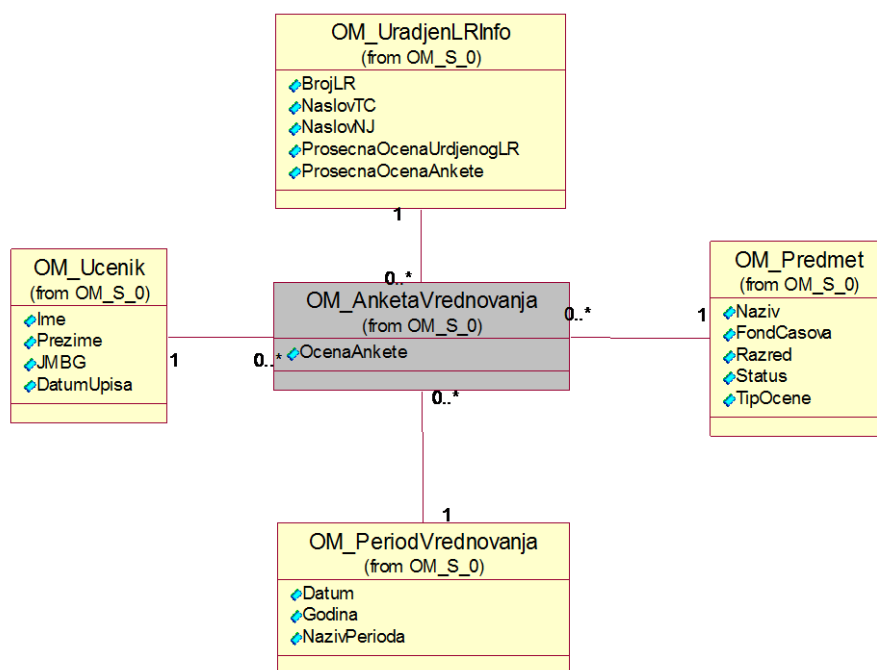 OM_UradjenLRInfo
(from OM_S_0)
BrojLR
NaslovTC
NaslovNJ
ProsecnaOcenaUrdjenogLR
ProsecnaOcenaAnkete
1
0..*
OM_Ucenik
(from OM_S_0)
Ime
Prezime
JMBG
DatumUpisa
1
0..*
OM_AnketaVrednovanja
(from OM_S_0)
OcenaAnkete
0..*
1
OM_Predmet
(from OM_S_0)
Naziv
FondCasova
Razred
Status
TipOcene
0..*
1
OM_PeriodVrednovanja
(from OM_S_0)
Datum
Godina
NazivPerioda